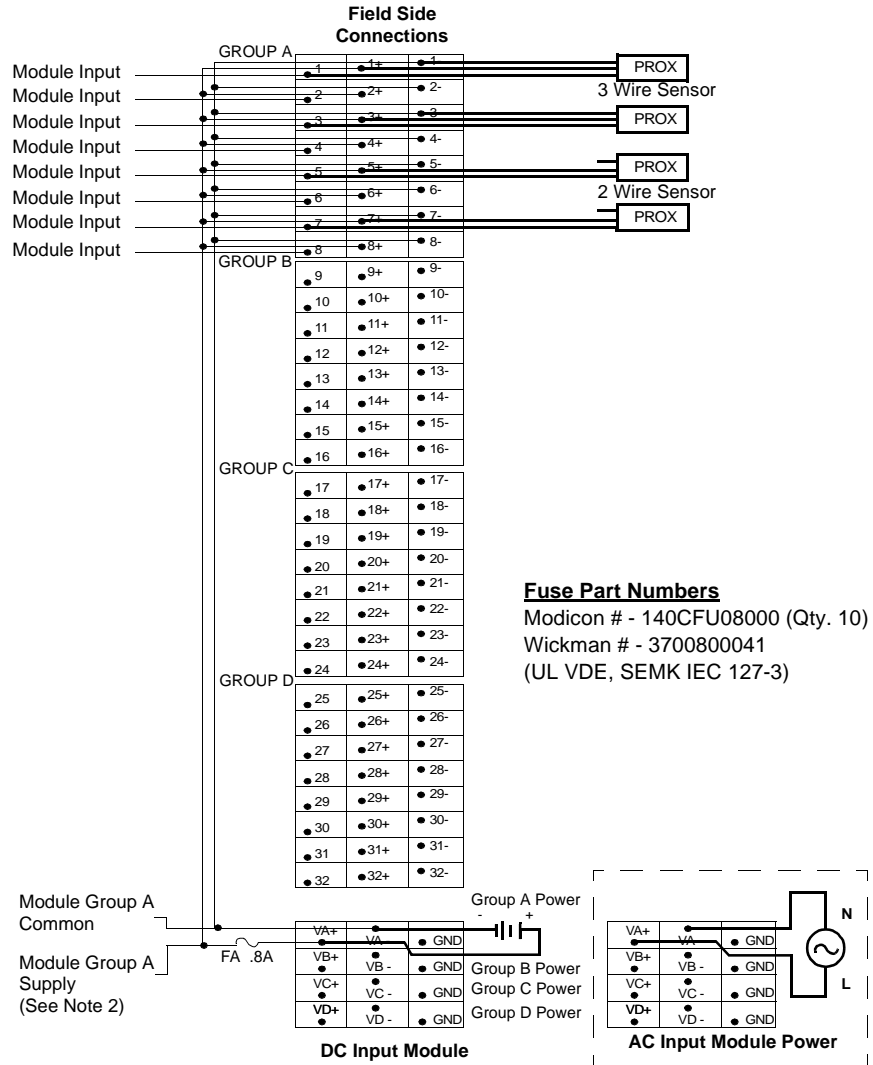 Field Side
Connections
GROUP A
Module Input 1 1+ 1- PROX
3 Wire Sensor
Module Input 2 2+ 2-
Module Input 3 3+ 3- PROX
Module Input 4 4+ 4-
Module Input 5 5+ 5- PROX
2 Wire Sensor
Module Input 6 6+ 6-
Module Input 7 7+ 7- PROX
Module Input 8 8+ 8-
GROUP B
9 9+ 9-
10 10+ 10-
11 11+ 11-
12 12+ 12-
13 13+ 13-
14 14+ 14-
15 15+ 15-
16 16+ 16-
GROUP C
17 17+ 17-
18 18+ 18-
19 19+ 19-
20 20+ 20-
21 21+ 21-
22 22+ 22-
23 23+ 23-
24 24+ 24-
GROUP D
25 25+ 25-
26 26+ 26-
27 27+ 27-
28 28+ 28-
29 29+ 29-
30 30+ 30-
31 31+ 31-
32 32+ 32-
Fuse Part Numbers
Modicon # - 140CFU08000 (Qty. 10)
Wickman # - 3700800041
(UL VDE, SEMK IEC 127-3)
Module Group A
Common
Module Group A
Supply
(See Note 2)
FA .8A
Group A Power
- +
VA+ VA - GND
VB+ VB - GND Group B Power
VC+ VC - GND Group C Power
VD+ VD - GND Group D Power
DC Input Module
N
L
VA+ VA - GND
VB+ VB - GND
VC+ VC - GND
VD+ VD - GND
AC Input Module Power